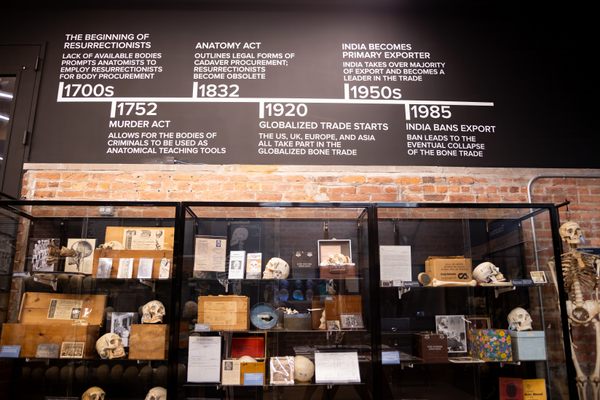 THE BEGINNING OF
RESURRECTIONISTS
LACK OF AVAILABLE BODIES
PROMPTS ANATOMISTS TO
EMPLOY RESURRECTIONISTS
FOR BODY PROCUREMENT
1700s
1752
MURDER ACT
ALLOWS FOR THE BODIES OF
CRIMINALS TO BE USED AS
ANATOMICAL TEACHING TOOLS
ANATOMY ACT
OUTLINES LEGAL FORMS OF
CADAVER PROCUREMENT;
RESURRECTIONISTS
BECOME OBSOLETE
1832
1920
GLOBALIZED TRADE STARTS
THE US, UK, EUROPE, AND ASIA
ALL TAKE PART IN THE
GLOBALIZED BONE TRADE
INDIA BECOMES
PRIMARY EXPORTER
INDIA TAKES OVER MAJORITY
OF EXPORT AND BECOMES A
LEADER IN THE TRADE
1950s
1985
INDIA BANS EXPORT
BAN LEADS TO THE
EVENTUAL COLLAPSE
OF THE BONE TRADE